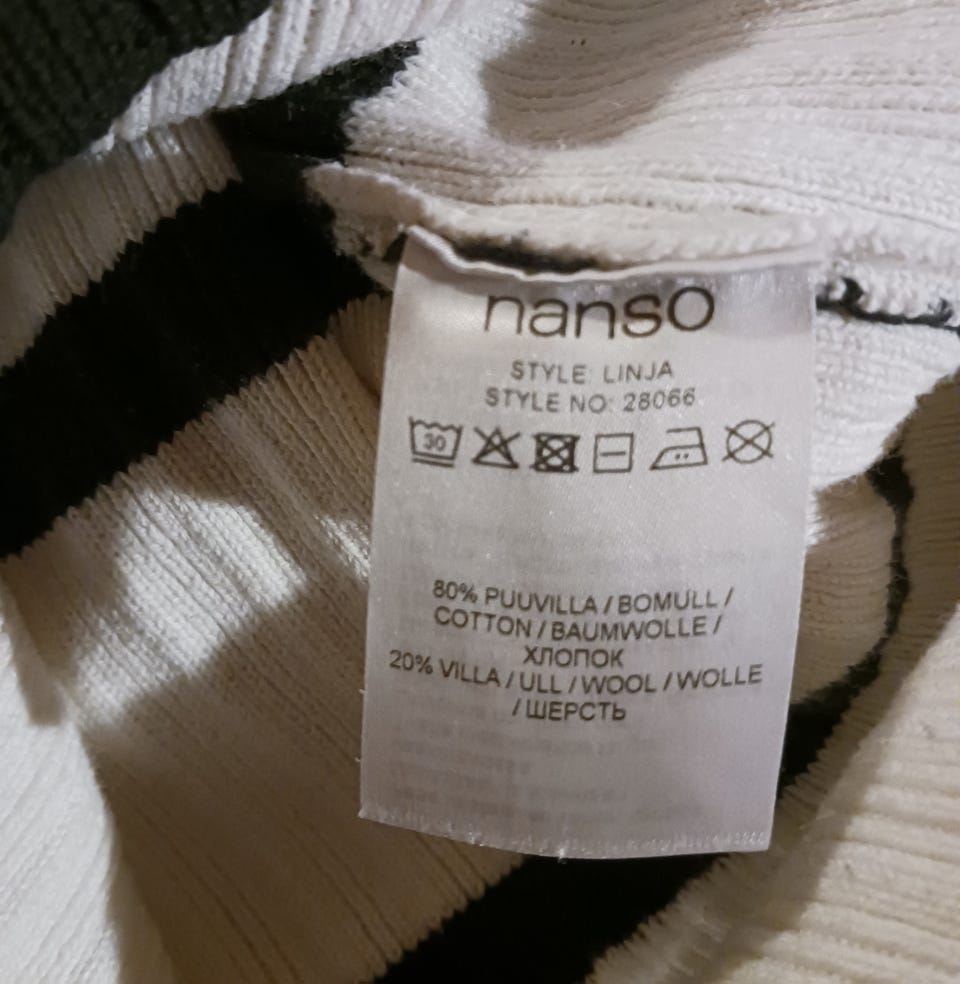 nanso
STYLE: LINJA
STYLE NO: 28066
30
80% PUUVILLA / BOMULL /
COTTON / BAUMWOLLE /
ХЛОПОК
20% VILLA / ULL / WOOL / WOLLE
/ ШЕРСТЬ